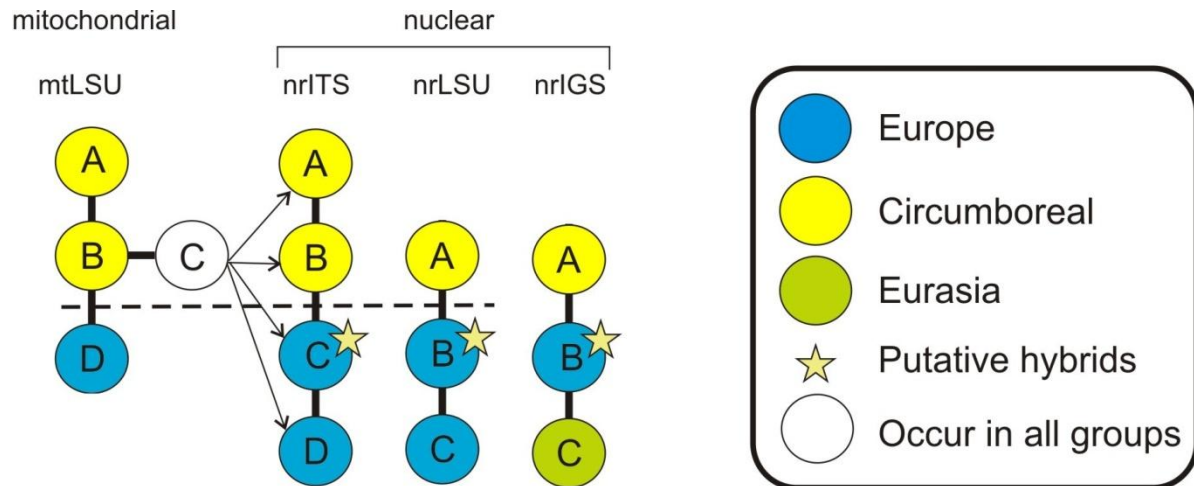 mitochondrial nuclear
mtLSU nrITS nrLSU nrIGS
A A
B C B A A
D C B B
D C C
Europe
Circumboreal
Eurasia
Putative hybrids
Occur in all groups